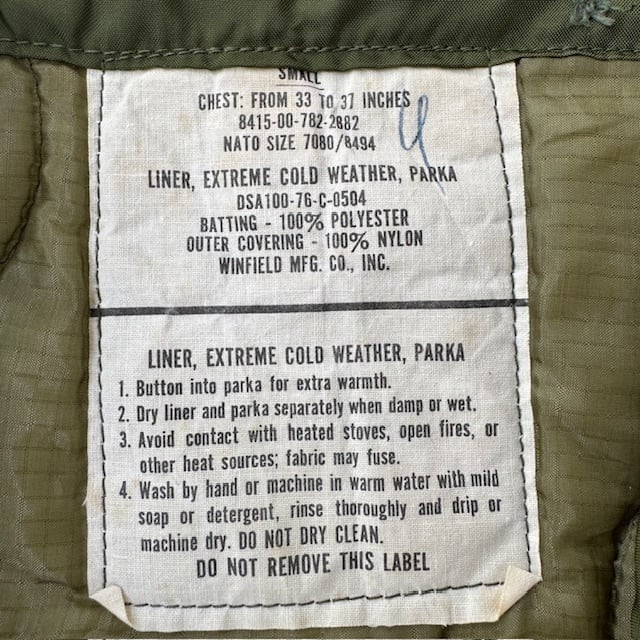 SMALL
CHEST: FROM 33 TO 37 INCHES
8415-00-782-2882
NATO SIZE 7080/8494
LINER, EXTREME COLD WEATHER, PARKA
DSA100-76-C-0504
BATTING - 100% POLYESTER
OUTER COVERING - 100% NYLON
WINFIELD MFG. CO., INC.
LINER, EXTREME COLD WEATHER, PARKA
1. Button into parka for extra warmth.
2. Dry liner and parka separately when damp or wet.
3. Avoid contact with heated stoves, open fires, or
other heat sources; fabric may fuse.
4. Wash by hand or machine in warm water with mild
soap or detergent, rinse thoroughly and drip or
machine dry. DO NOT DRY CLEAN.
DO NOT REMOVE THIS LABEL